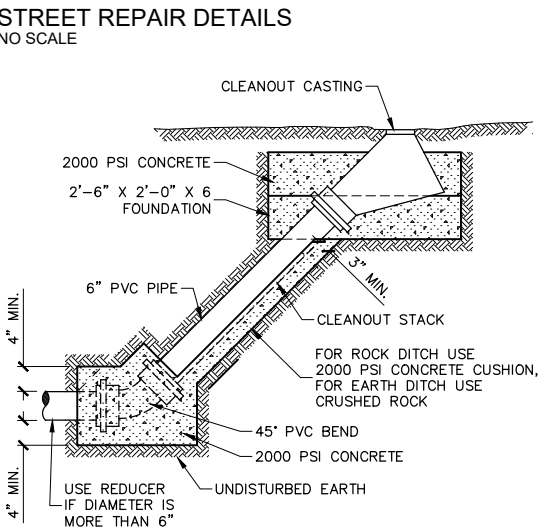 STREET REPAIR DETAILS
NO SCALE
CLEANOUT CASTING
2000 PSI CONCRETE
2'-6" X 2'-0" X 6
FOUNDATION
6" PVC PIPE
4" MIN.
3" MIN.
CLEANOUT STACK
FOR ROCK DITCH USE
2000 PSI CONCRETE CUSHION,
FOR EARTH DITCH USE
CRUSHED ROCK
45° PVC BEND
2000 PSI CONCRETE
4" MIN.
USE REDUCER
IF DIAMETER IS
MORE THAN 6"
UNDISTURBED EARTH